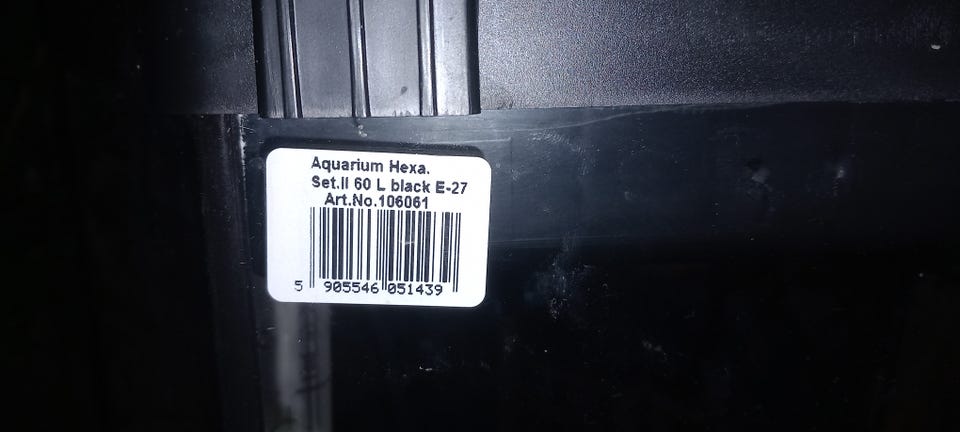 Aquarium Hexa.
Set.II 60 L black E-27
Art.No.106061
5 905546 051439